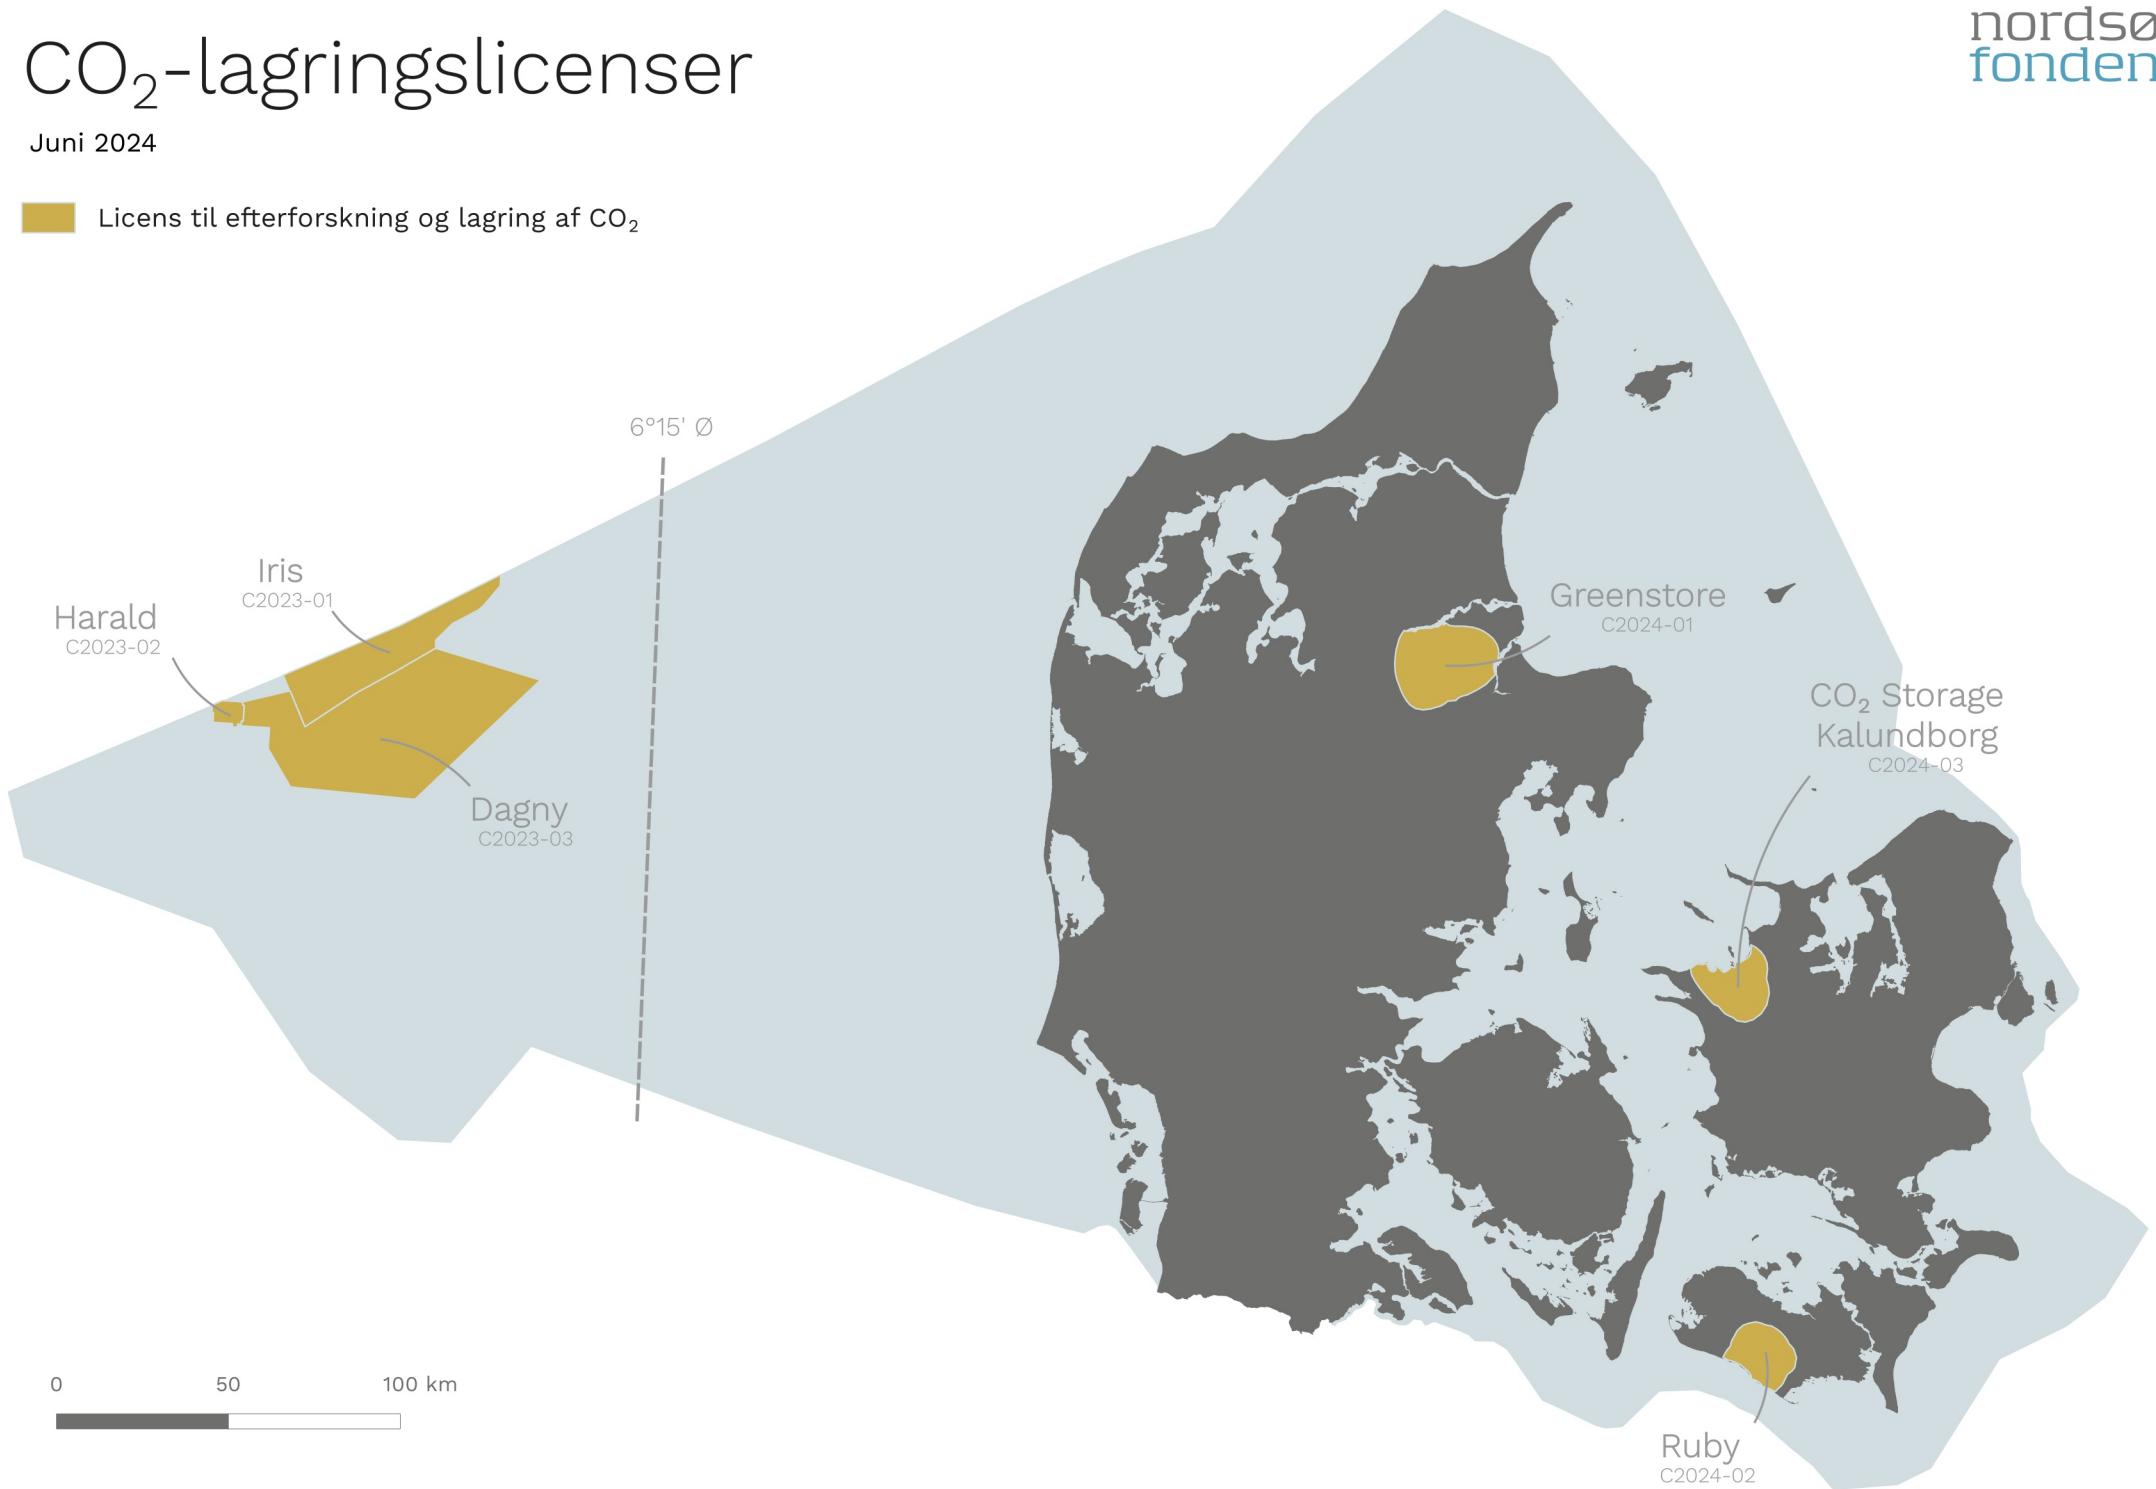 CO₂-lagringslicenser
nordsø
fonden
Juni 2024
Licens til efterforskning og lagring af CO₂
6°15' Ø
Iris
C2023-01
Harald
C2023-02
Dagny
C2023-03
Greenstore
C2024-01
CO₂ Storage
Kalundborg
C2024-03
Ruby
C2024-02
0 50 100 km